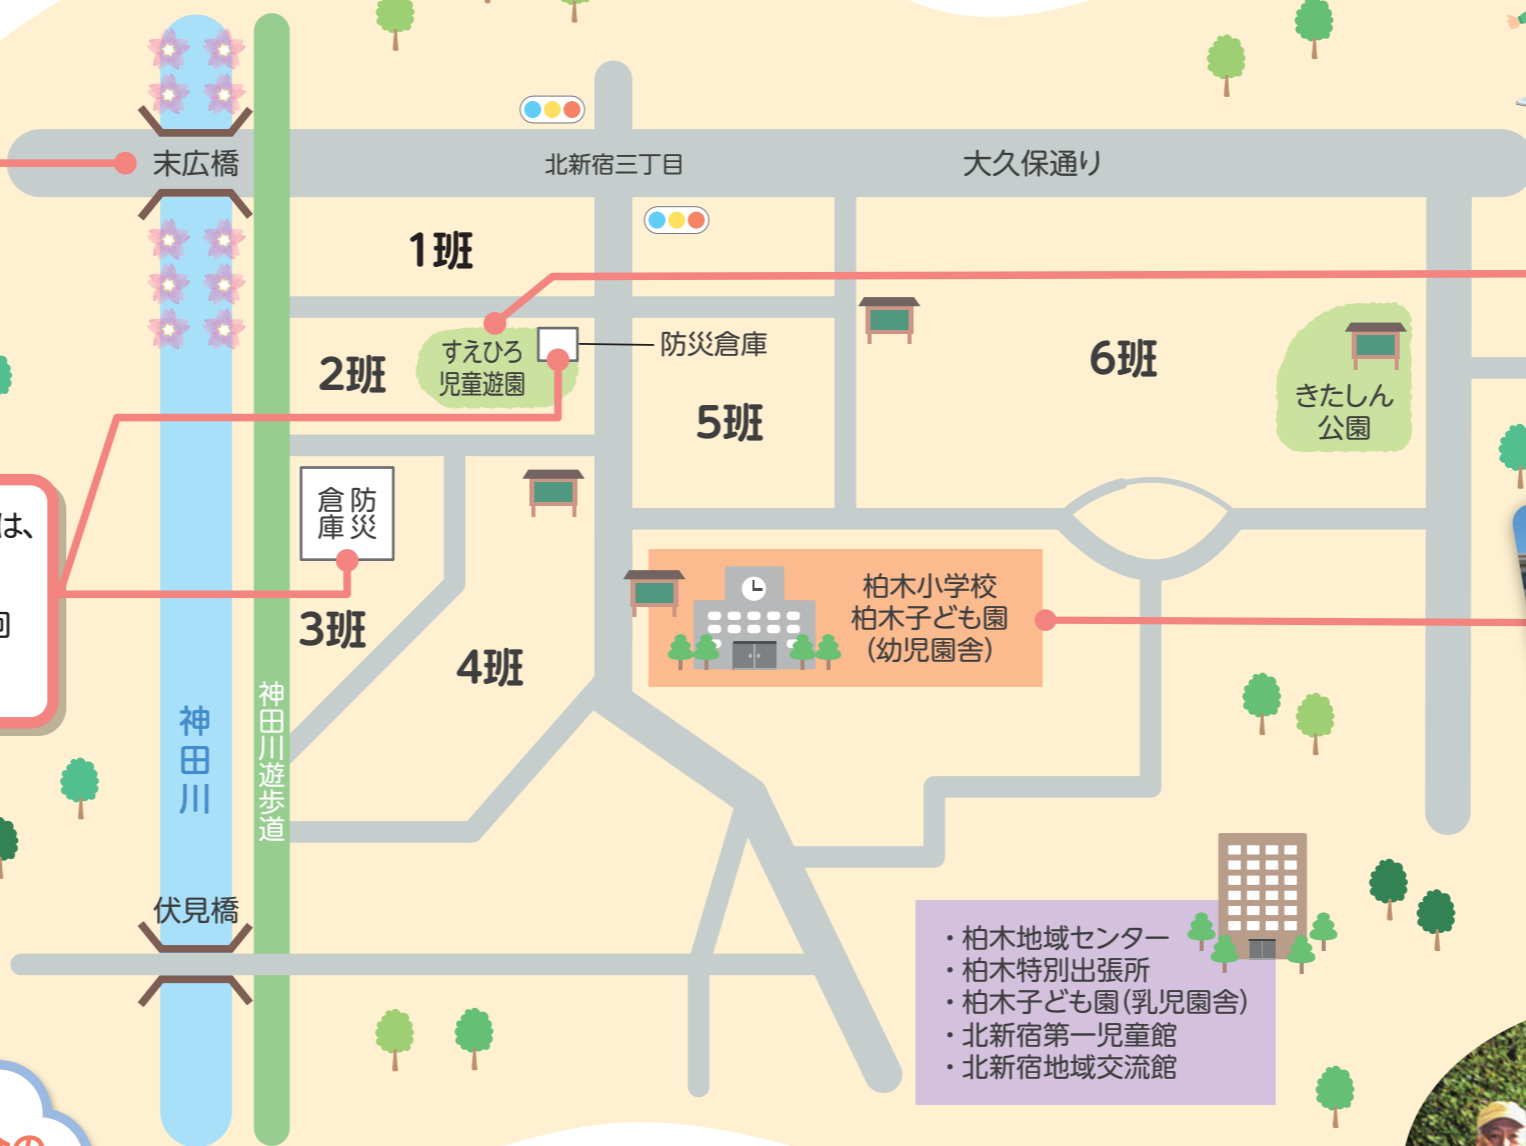 末広橋
北新宿三丁目
大久保通り
1班
2班
すえひろ
児童遊園
防災倉庫
5班
6班
きたしん
公園
防災
倉庫
は、
3班
4班
柏木小学校
柏木子ども園
(幼児園舎)
神田川
神田川遊歩道
伏見橋
・柏木地域センター
・柏木特別出張所
・柏木子ども園(乳児園舎)
・北新宿第一児童館
・北新宿地域交流館